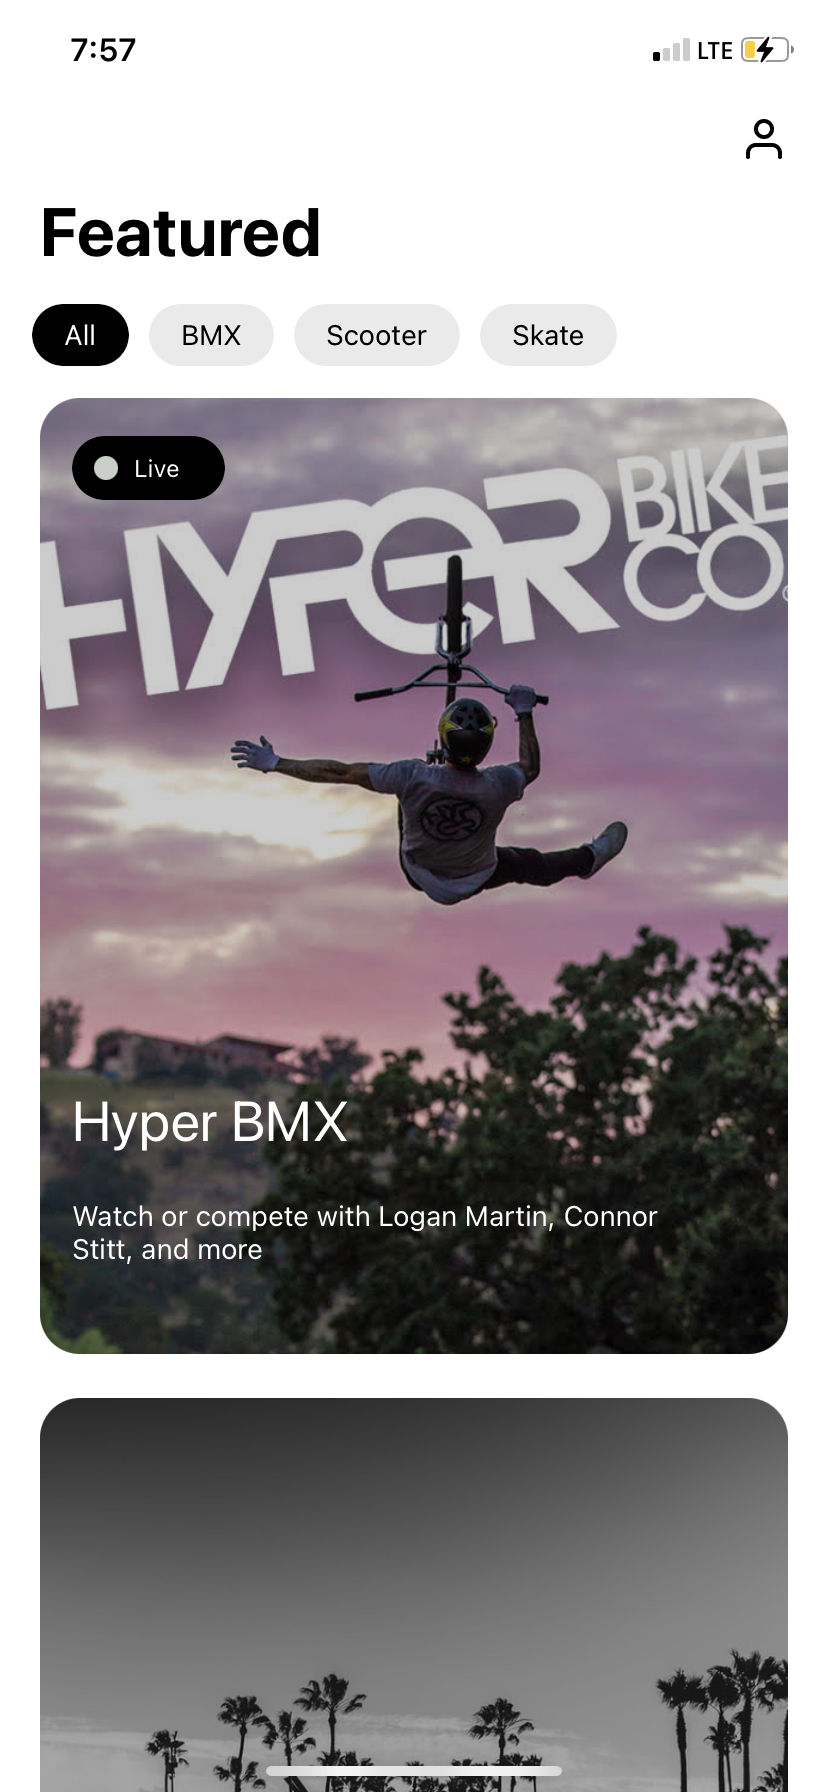 7:57
LTE
Featured
All
BMX
Scooter
Skate
Live
HYPER BIKE
CO.
Hyper BMX
Watch or compete with Logan Martin, Connor
Stitt, and more